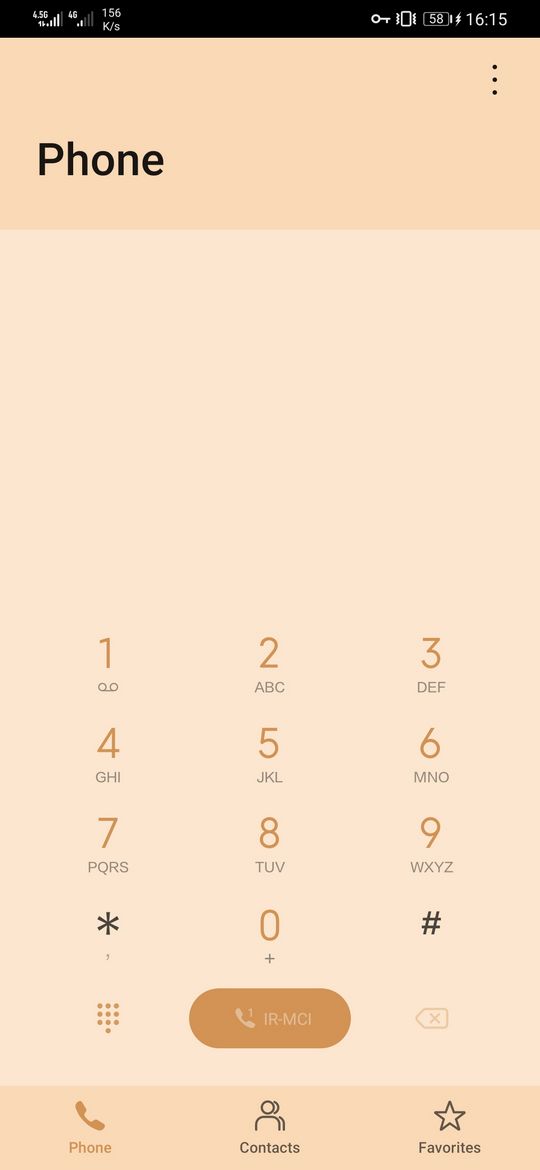 4.5G 4G 156 K/s 58 16:15
Phone
1 2 ABC 3 DEF
4 GHI 5 JKL 6 MNO
7 PQRS 8 TUV 9 WXYZ
* , 0 + #
1 IR-MCI
Phone Contacts Favorites